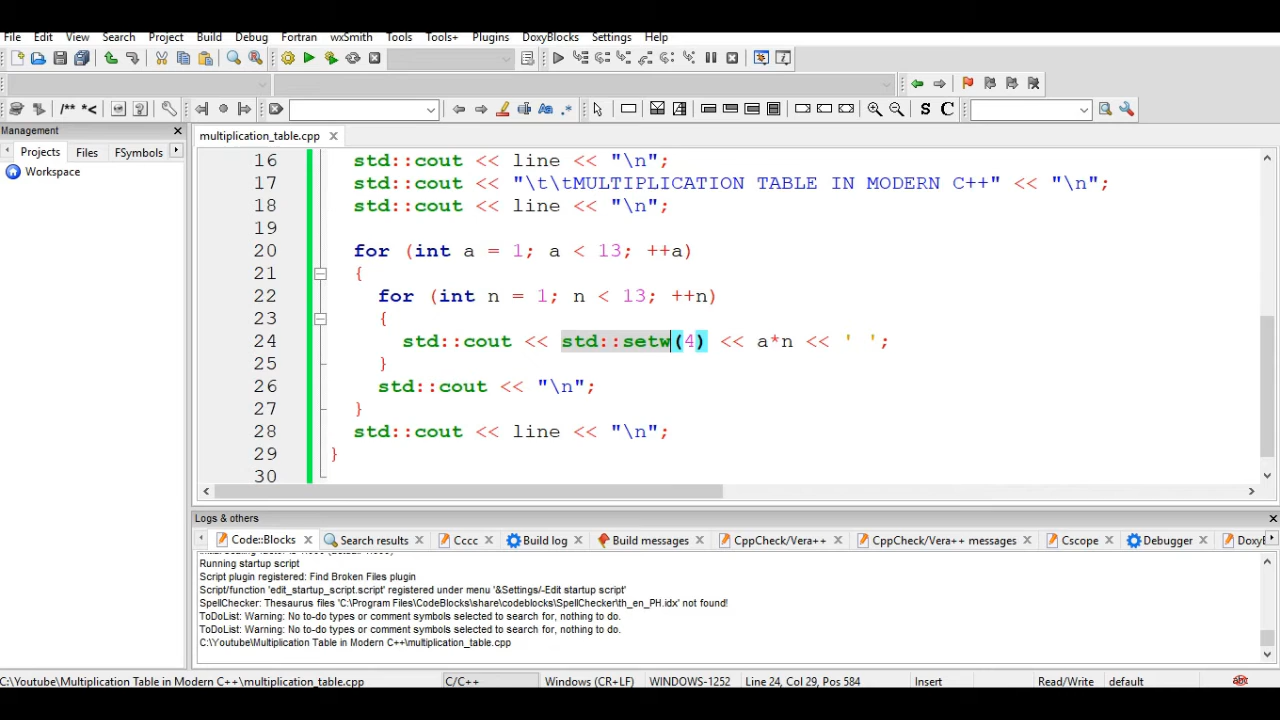 File Edit View Search Project Build Debug Fortran wxSmith Tools Tools+ Plugins DoxyBlocks Settings Help
/** *<
S C
Management
Projects Files FSymbols
Workspace
multiplication_table.cpp
16 std::cout << line << "\n";
17 std::cout << "\t\tMULTIPLICATION TABLE IN MODERN C++" << "\n";
18 std::cout << line << "\n";
19
20 for (int a = 1; a < 13; ++a)
21 {
22 for (int n = 1; n < 13; ++n)
23 {
24 std::cout << std::setw(4) << a*n << ' ';
25 }
26 std::cout << "\n";
27 }
28 std::cout << line << "\n";
29 }
30
Logs & others
Code::Blocks Search results Cccc Build log Build messages CppCheck/Vera++ CppCheck/Vera++ messages Cscope Debugger DoxyB
Running startup script
Script plugin registered: Find Broken Files plugin
Script/function 'edit_startup_script.script' registered under menu '&Settings/-Edit startup script'
SpellChecker: Thesaurus files 'C:\Program Files\CodeBlocks\share\codeblocks\SpellChecker\th_en_PH.idx' not found!
ToDoList: Warning: No to-do types or comment symbols selected to search for, nothing to do.
ToDoList: Warning: No to-do types or comment symbols selected to search for, nothing to do.
C:\Youtube\Multiplication Table in Modern C++\multiplication_table.cpp
C:\Youtube\Multiplication Table in Modern C++\multiplication_table.cpp C/C++ Windows (CR+LF) WINDOWS-1252 Line 24, Col 29, Pos 584 Insert Read/Write default